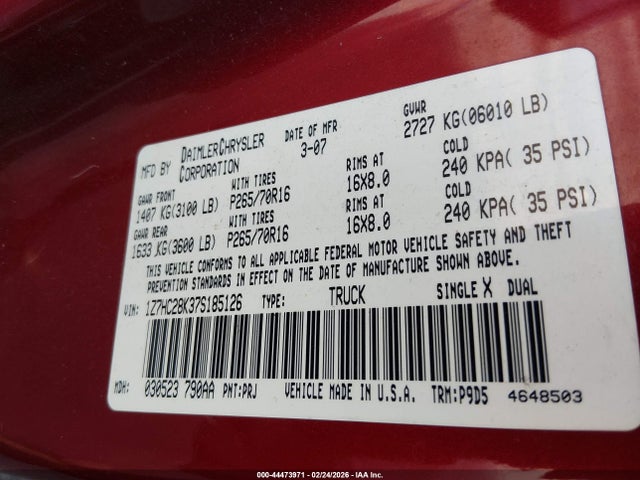 MFD BY DAIMLERCHRYSLER CORPORATION DATE OF MFR 3-07 GVWR 2727 KG(06010 LB)
GAWR FRONT WITH TIRES RIMS AT COLD
1407 KG(3100 LB) P265/70R16 16X8.0 240 KPA( 35 PSI)
GAWR REAR WITH TIRES RIMS AT COLD
1633 KG(3600 LB) P265/70R16 16X8.0 240 KPA( 35 PSI)
THIS VEHICLE CONFORMS TO ALL APPLICABLE FEDERAL MOTOR VEHICLE SAFETY AND THEFT
PREVENTION STANDARDS IN EFFECT ON THE DATE OF MANUFACTURE SHOWN ABOVE.
VIN: 1Z7HC28K37S185126 TYPE: TRUCK SINGLE X DUAL
MDH: 030523 790AA PNT:PRJ VEHICLE MADE IN U.S.A. TRM:P9D5 4648503
000-44473971 - 02/24/2026 - IAA Inc.